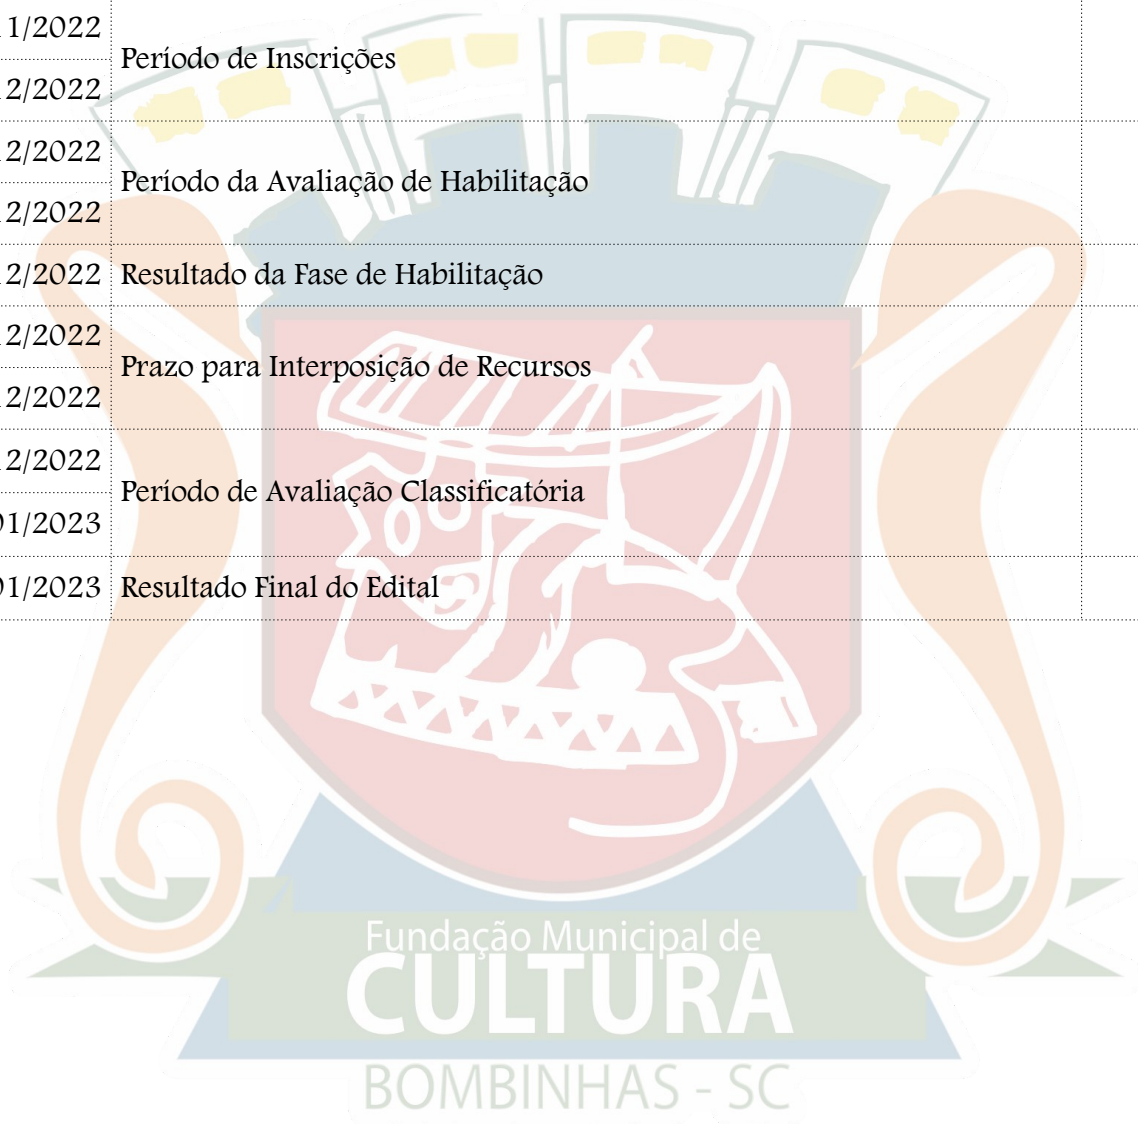 1/2022
Período de Inscrições
2/2022
2/2022
Período da Avaliação de Habilitação
2/2022
2/2022 Resultado da Fase de Habilitação
2/2022
Prazo para Interposição de Recursos
2/2022
2/2022
Período de Avaliação Classificatória
01/2023
01/2023 Resultado Final do Edital
Fundação Municipal de
CULTURA
BOMBINHAS - SC